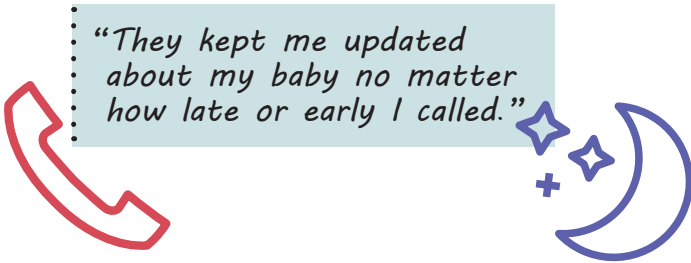 “They kept me updated
about my baby no matter
how late or early I called.”